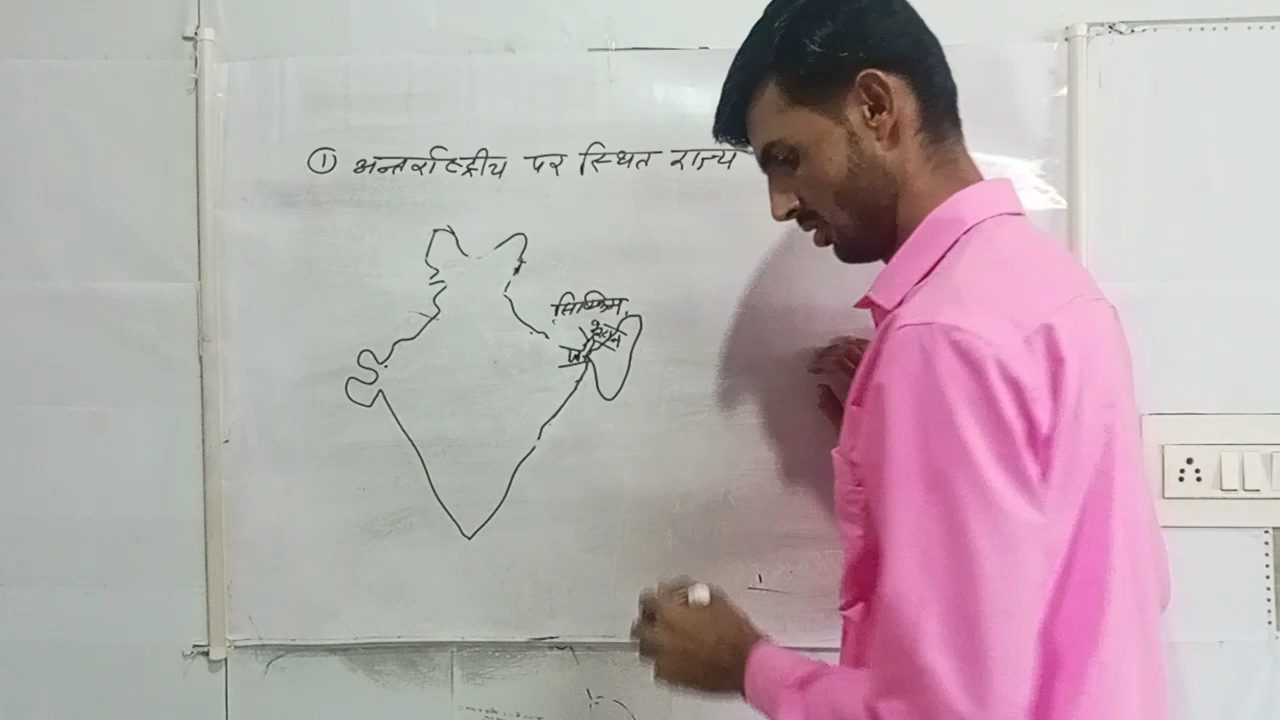 ① अन्तर्राष्ट्रीय पर स्थित राज्य
सिक्किम